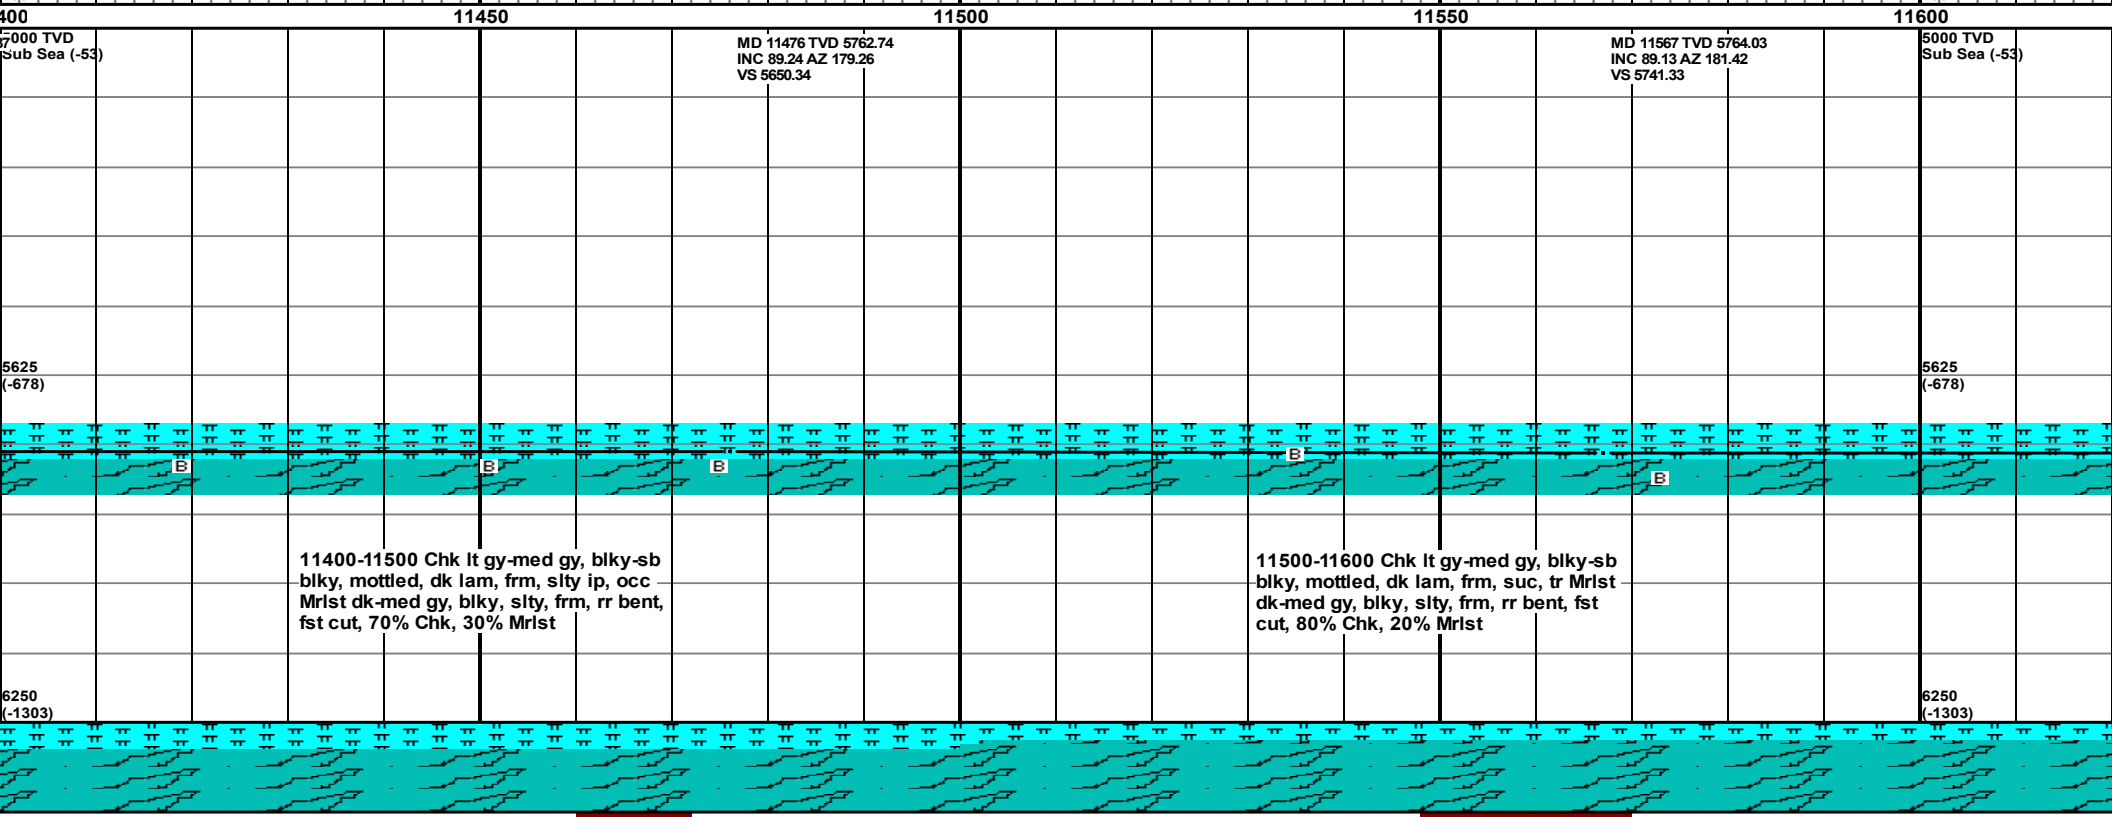 400
11450
11500
11550
11600
5000 TVD
Sub Sea (-53)
MD 11476 TVD 5762.74
INC 89.24 AZ 179.26
VS 5650.34
MD 11567 TVD 5764.03
INC 89.13 AZ 181.42
VS 5741.33
5000 TVD
Sub Sea (-53)
5625
(-678)
5625
(-678)
B
B
B
B
B
11400-11500 Chk lt gy-med gy, blky-sb
blky, mottled, dk lam, frm, slty ip, occ
Mrlst dk-med gy, blky, slty, frm, rr bent,
fst cut, 70% Chk, 30% Mrlst
11500-11600 Chk lt gy-med gy, blky-sb
blky, mottled, dk lam, frm, suc, tr Mrlst
dk-med gy, blky, slty, frm, rr bent, fst
cut, 80% Chk, 20% Mrlst
6250
(-1303)
6250
(-1303)